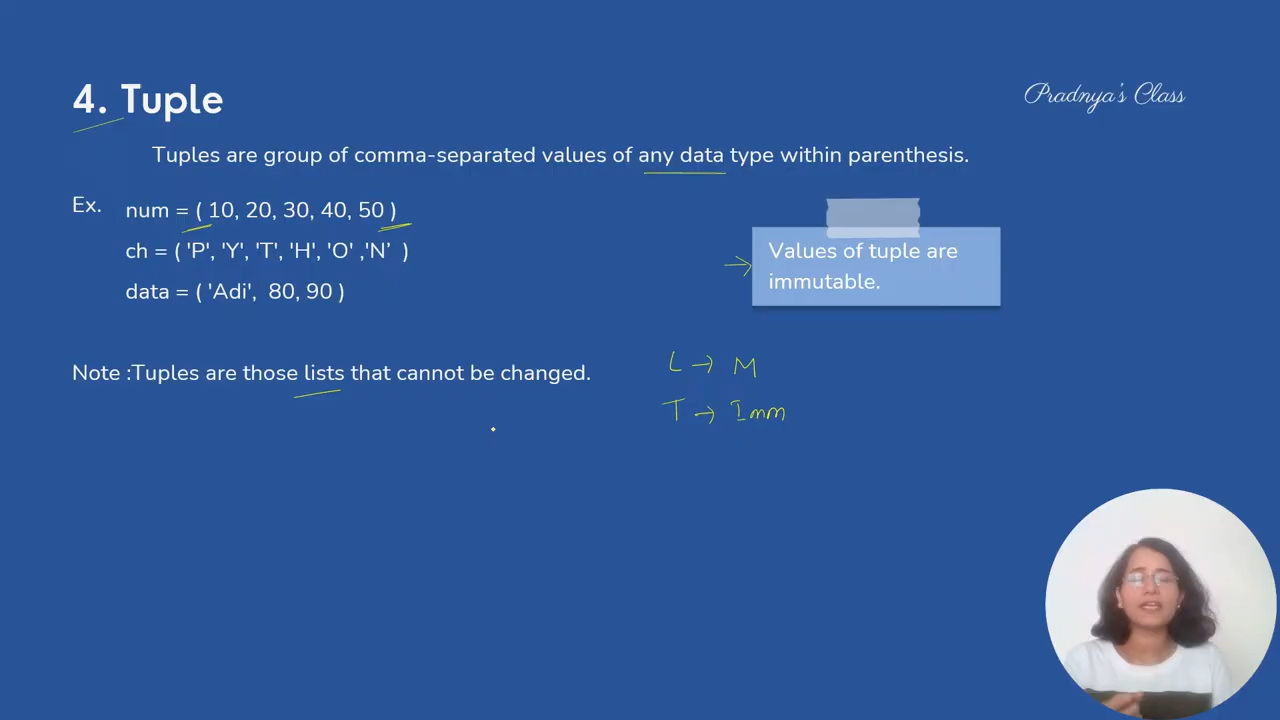 4. Tuple
Pradnya's Class
Tuples are group of comma-separated values of any data type within parenthesis.
Ex.
num = ( 10, 20, 30, 40, 50 )
ch = ( 'P', 'Y', 'T', 'H', 'O' ,'N’ )
data = ( 'Adi', 80, 90 )
Values of tuple are
immutable.
Note :Tuples are those lists that cannot be changed.
L → M
T → Imm